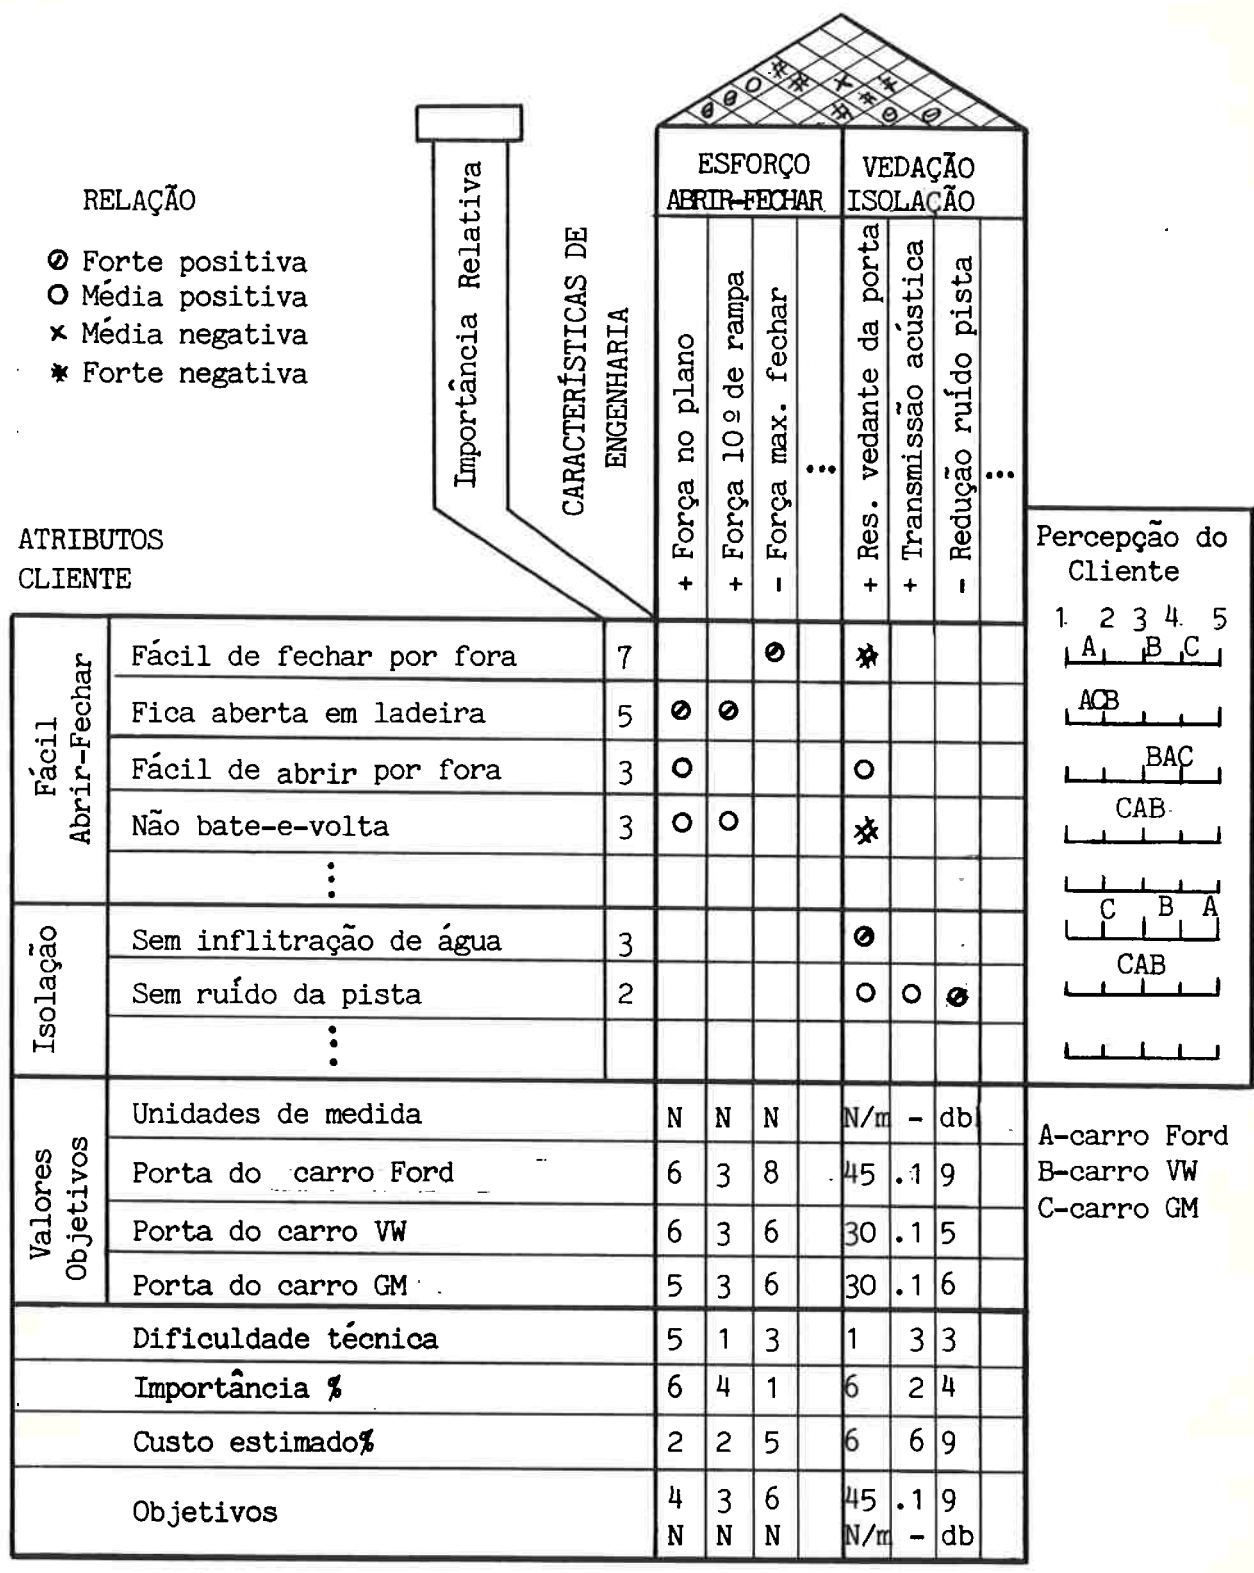 ESFORÇO
ABRIR-FECHAR
VEDAÇÃO
ISOLAÇÃO
RELAÇÃO
Forte positiva
Média positiva
Média negativa
Forte negativa
Importância Relativa
CARACTERÍSTICAS DE
ENGENHARIA
+ Força no plano
+ Força 10º de rampa
- Força max. fechar
...
+ Res. vedante da porta
+ Transmissão acústica
- Redução ruído pista
...
ATRIBUTOS
CLIENTE
Percepção do
Cliente
1 2 3 4 5
Fácil
Abrir-Fechar
Fácil de fechar por fora 7 A B C
Fica aberta em ladeira 5 ACB
Fácil de abrir por fora 3 BAC
Não bate-e-volta 3 CAB
Isolação
Sem inflitração de água 3 C B A
Sem ruído da pista 2 CAB
Valores
Objetivos
Unidades de medida N N N N/m - db
Porta do carro Ford 6 3 8 45 .1 9
Porta do carro VW 6 3 6 30 .1 5
Porta do carro GM 5 3 6 30 .1 6
A-carro Ford
B-carro VW
C-carro GM
Dificuldade técnica 5 1 3 1 3 3
Importância % 6 4 1 6 2 4
Custo estimado% 2 2 5 6 6 9
Objetivos 4 3 6 45 .1 9
N N N N/m - db